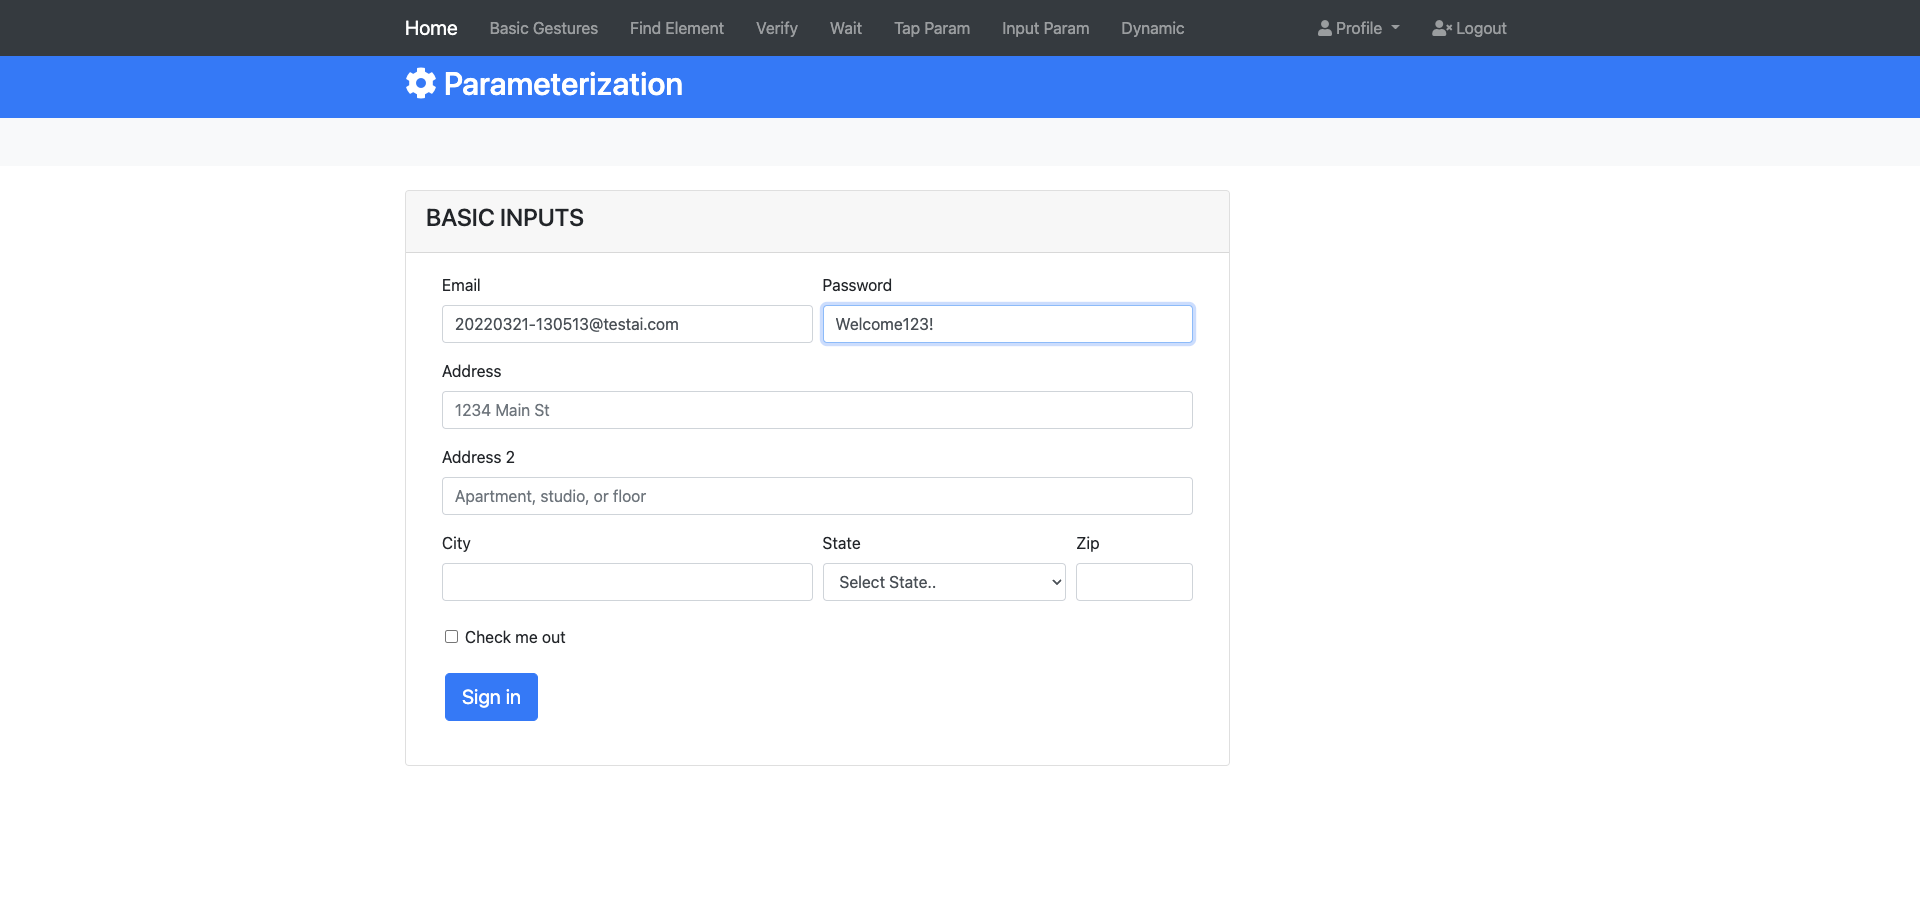 Home Basic Gestures Find Element Verify Wait Tap Param Input Param Dynamic Profile Logout
Parameterization
BASIC INPUTS
Email Password
20220321-130513@testai.com Welcome123!
Address
1234 Main St
Address 2
Apartment, studio, or floor
City State Zip
Select State..
Check me out
Sign in